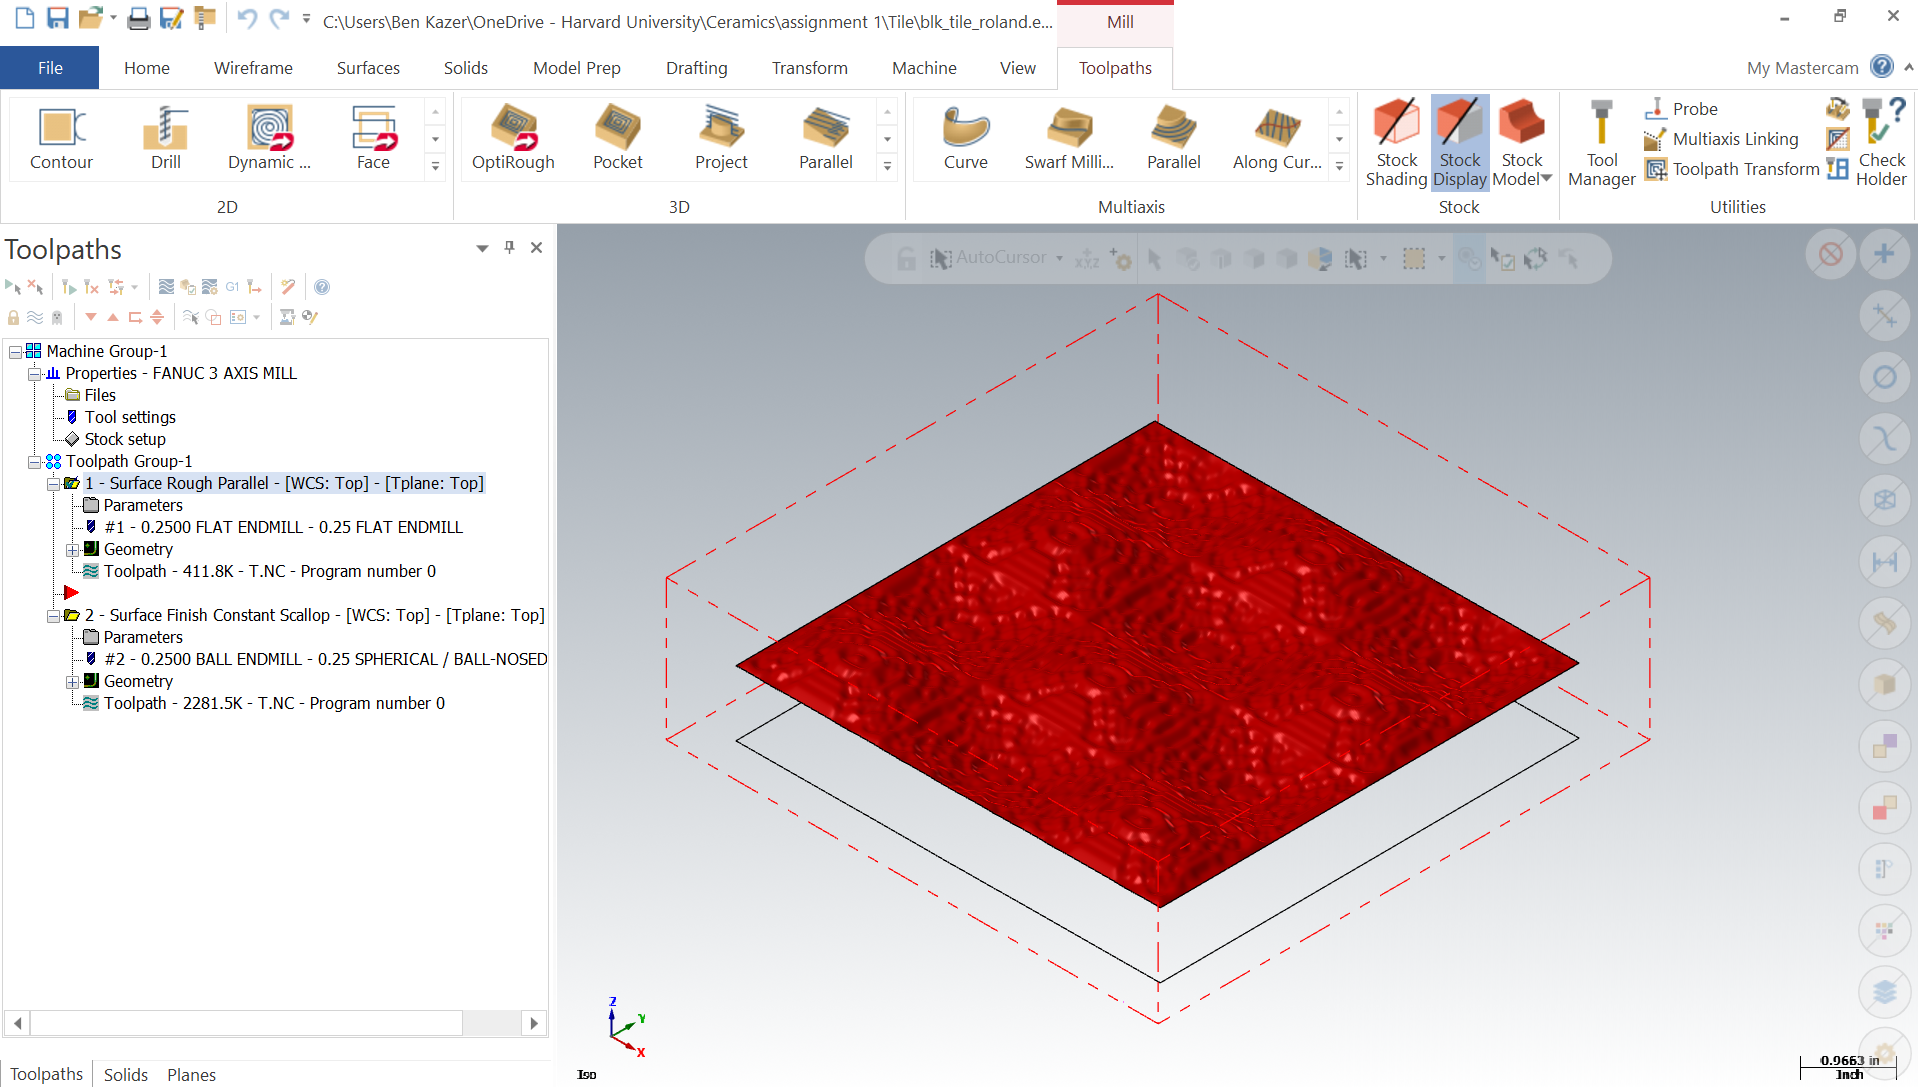 C:\Users\Ben Kazer\OneDrive - Harvard University\Ceramics\assignment 1\Tile\blk_tile_roland.e...
Mill
File
Home
Wireframe
Surfaces
Solids
Model Prep
Drafting
Transform
Machine
View
Toolpaths
My Mastercam
Contour
Drill
Dynamic ...
Face
2D
OptiRough
Pocket
Project
Parallel
3D
Curve
Swarf Milli...
Parallel
Along Cur...
Multiaxis
Stock
Shading
Stock
Display
Stock
Model
Stock
Tool
Manager
Probe
Multiaxis Linking
Toolpath Transform
Check
Holder
Utilities
Toolpaths
G1
AutoCursor
XYZ
Machine Group-1
Properties - FANUC 3 AXIS MILL
Files
Tool settings
Stock setup
Toolpath Group-1
1 - Surface Rough Parallel - [WCS: Top] - [Tplane: Top]
Parameters
#1 - 0.2500 FLAT ENDMILL - 0.25 FLAT ENDMILL
Geometry
Toolpath - 411.8K - T.NC - Program number 0
2 - Surface Finish Constant Scallop - [WCS: Top] - [Tplane: Top]
Parameters
#2 - 0.2500 BALL ENDMILL - 0.25 SPHERICAL / BALL-NOSED
Geometry
Toolpath - 2281.5K - T.NC - Program number 0
Z
Y
X
Iso
0.9663 in
Inch
Toolpaths
Solids
Planes